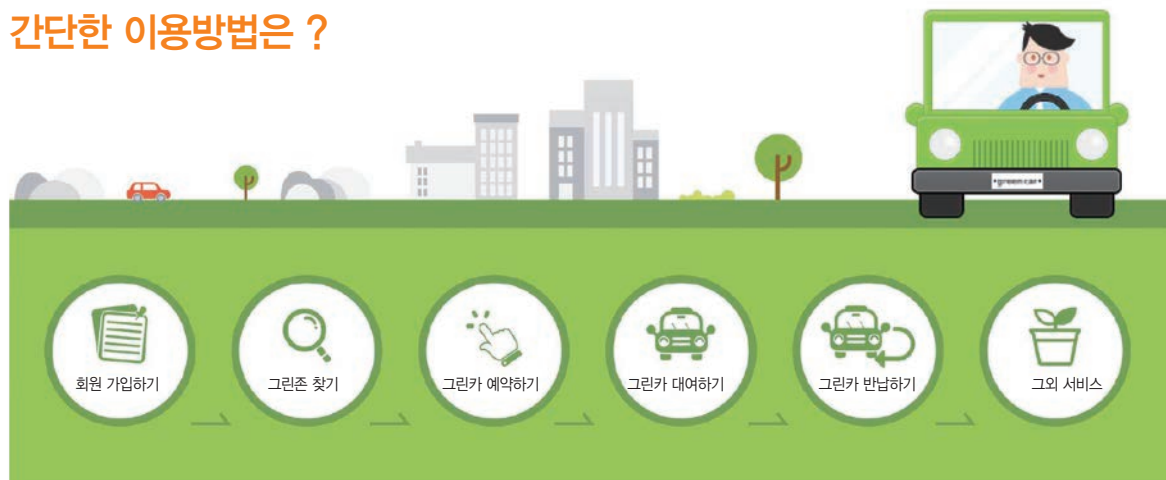 간단한 이용방법은 ?
•greencar•
회원 가입하기
그린존 찾기
그린카 예약하기
그린카 대여하기
그린카 반납하기
그외 서비스